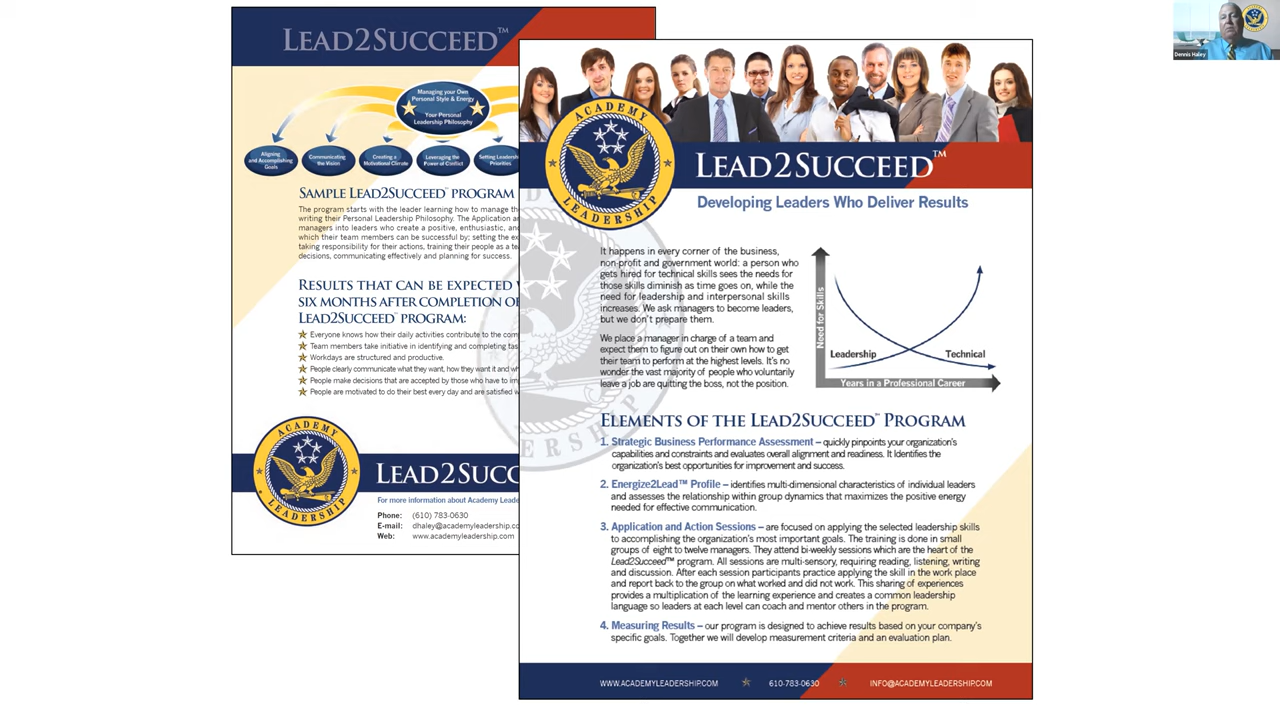 LEAD2SUCCEED™
Managing your Own
Personal Style & Energy
Your Personal
Leadership Philosophy
Aligning
and Accomplishing
Goals
Communicating
the Vision
Creating a
Motivational Climate
Leveraging the
Power of Conflict
Setting Leadership
Priorities
SAMPLE LEAD2SUCCEED™ PROGRAM
The program starts with the leader learning how to manage
writing their Personal Leadership Philosophy. The Application
managers into leaders who create a positive, enthusiastic,
which their team members can be successful by; setting the
taking responsibility for their actions, training their people as a
decisions, communicating effectively and planning for success.
RESULTS THAT CAN BE EXPECTED
SIX MONTHS AFTER COMPLETION OF
LEAD2SUCCEED™ PROGRAM:
Everyone knows how their daily activities contribute to the
Team members take initiative in identifying and completing
Workdays are structured and productive.
People clearly communicate what they want, how they want it and
People make decisions that are accepted by those who have to
People are motivated to do their best every day and are satisfied
ACADEMY
LEADERSHIP
LEAD2SUCC
For more information about Academy
Phone: (610) 783-0630
E-mail: dhaley@academyleadership.co
Web: www.academyleadership.com
ACADEMY
LEADERSHIP
LEAD2SUCCEED™
Developing Leaders Who Deliver Results
It happens in every corner of the business,
non-profit and government world: a person who
gets hired for technical skills sees the needs for
those skills diminish as time goes on, while the
need for leadership and interpersonal skills
increases. We ask managers to become leaders,
but we don't prepare them.
We place a manager in charge of a team and
expect them to figure out on their own how to get
their team to perform at the highest levels. It's no
wonder the vast majority of people who voluntarily
leave a job are quitting the boss, not the position.
Need for Skills
Leadership
Technical
Years in a Professional Career
ELEMENTS OF THE LEAD2SUCCEED™ PROGRAM
1. Strategic Business Performance Assessment – quickly pinpoints your organization's
capabilities and constraints and evaluates overall alignment and readiness. It Identifies the
organization's best opportunities for improvement and success.
2. Energize2Lead™ Profile – identifies multi-dimensional characteristics of individual leaders
and assesses the relationship within group dynamics that maximizes the positive energy
needed for effective communication.
3. Application and Action Sessions – are focused on applying the selected leadership skills
to accomplishing the organization's most important goals. The training is done in small
groups of eight to twelve managers. They attend bi-weekly sessions which are the heart of the
Lead2Succeed™ program. All sessions are multi-sensory, requiring reading, listening, writing
and discussion. After each session participants practice applying the skill in the work place
and report back to the group on what worked and did not work. This sharing of experiences
provides a multiplication of the learning experience and creates a common leadership
language so leaders at each level can coach and mentor others in the program.
4. Measuring Results – our program is designed to achieve results based on your company's
specific goals. Together we will develop measurement criteria and an evaluation plan.
WWW.ACADEMYLEADERSHIP.COM
610-783-0630
INFO@ACADEMYLEADERSHIP.COM
Dennis Haley